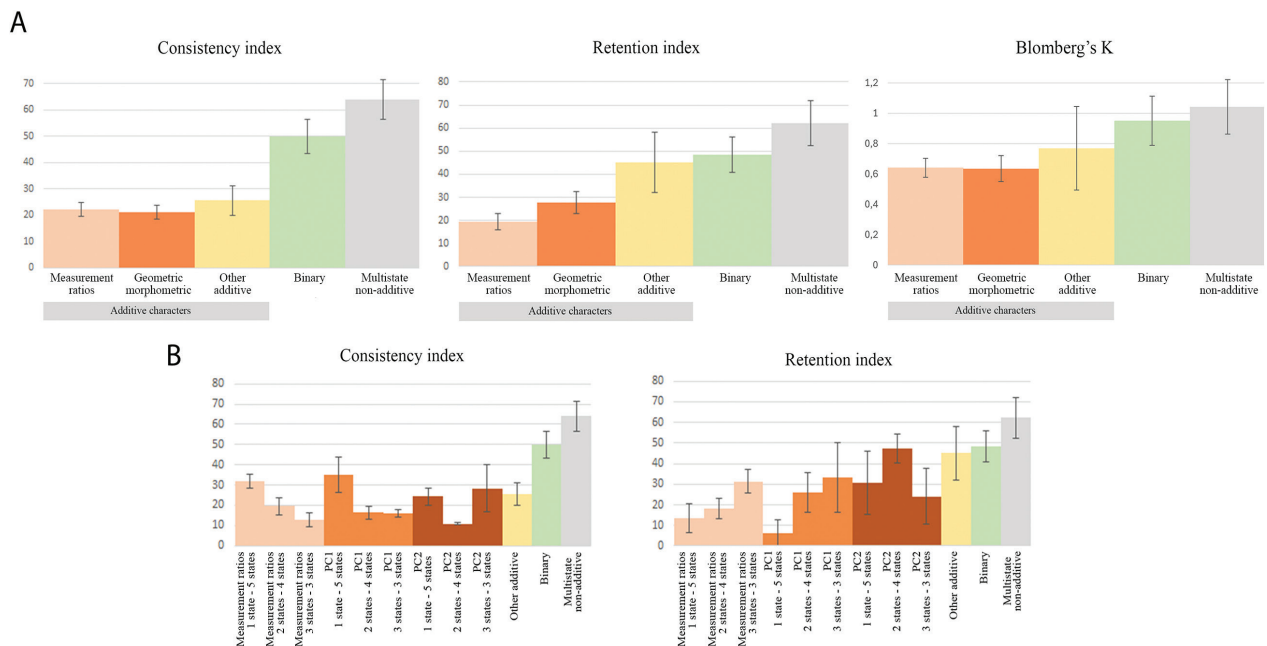 A
Consistency index
70
60
50
40
30
20
10
0
Measurement
ratios
Geometric
morphometric
Other
additive
Binary
Multistate
non-additive
Additive characters
Retention index
80
70
60
50
40
30
20
10
0
Measurement
ratios
Geometric
morphometric
Other
additive
Binary
Multistate
non-additive
Additive characters
Blomberg's K
1,2
1
0,8
0,6
0,4
0,2
0
Measurement
ratios
Geometric
morphometric
Other
additive
Binary
Multistate
non-additive
Additive characters
B
Consistency index
80
70
60
50
40
30
20
10
0
Measurement ratios
1 state - 5 states
Measurement ratios
2 states - 4 states
Measurement ratios
3 states - 3 states
PC1
1 state - 5 states
PC1
2 states - 4 states
PC1
3 states - 3 states
PC2
1 state - 5 states
PC2
2 states - 4 states
PC2
3 states - 3 states
Other additive
Binary
Multistate
non-additive
Retention index
80
70
60
50
40
30
20
10
0
Measurement ratios
1 state - 5 states
Measurement ratios
2 states - 4 states
Measurement ratios
3 states - 3 states
PC1
1 state - 5 states
PC1
2 states - 4 states
PC1
3 states - 3 states
PC2
1 state - 5 states
PC2
2 states - 4 states
PC2
3 states - 3 states
Other additive
Binary
Multistate
non-additive